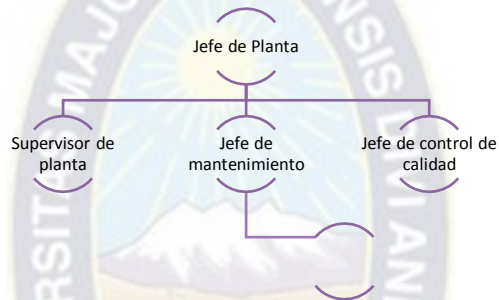 Jefe de Planta
Supervisor de
planta
Jefe de
mantenimiento
Jefe de control de
calidad